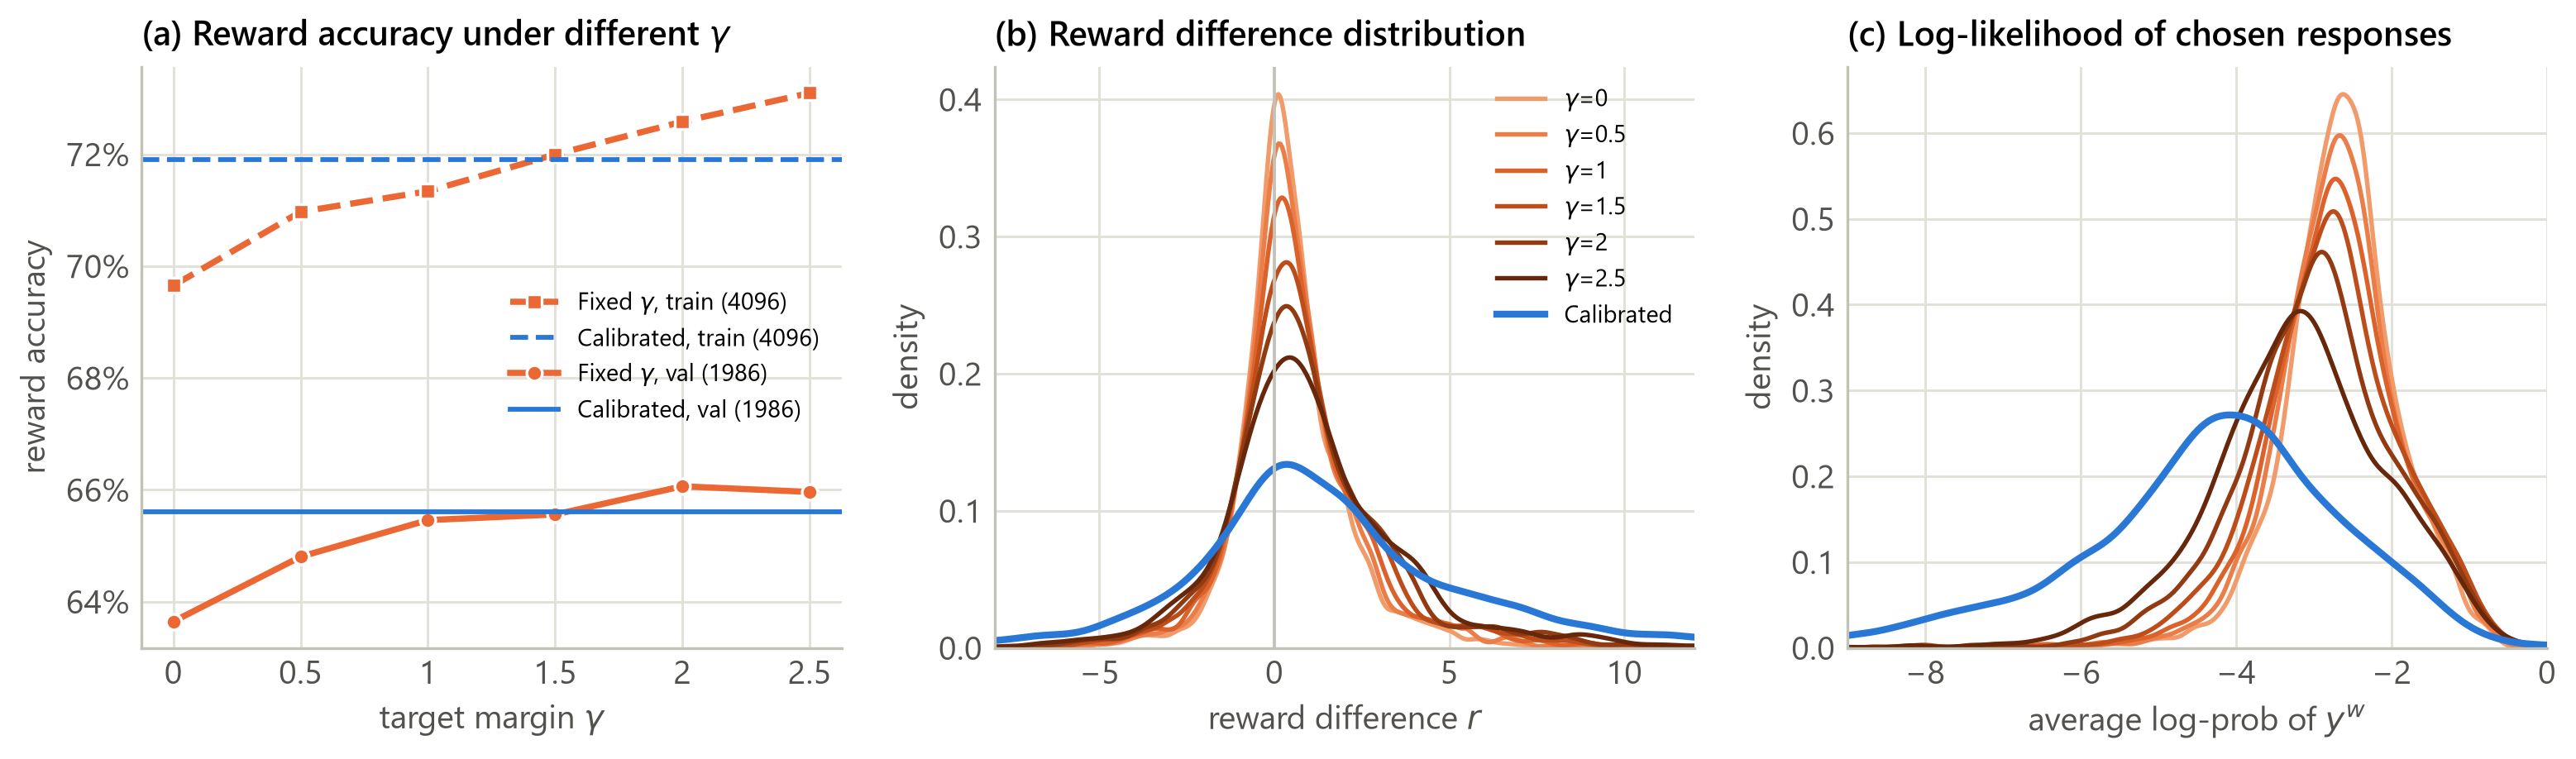 (a) Reward accuracy under different γ
72%
70%
68%
66%
64%
reward accuracy
0 0.5 1 1.5 2 2.5
target margin γ
Fixed γ, train (4096)
Calibrated, train (4096)
Fixed γ, val (1986)
Calibrated, val (1986)
(b) Reward difference distribution
0.4
0.3
0.2
0.1
0.0
density
−5 0 5 10
reward difference r
γ=0
γ=0.5
γ=1
γ=1.5
γ=2
γ=2.5
Calibrated
(c) Log-likelihood of chosen responses
0.6
0.5
0.4
0.3
0.2
0.1
0.0
density
−8 −6 −4 −2 0
average log-prob of yʷ